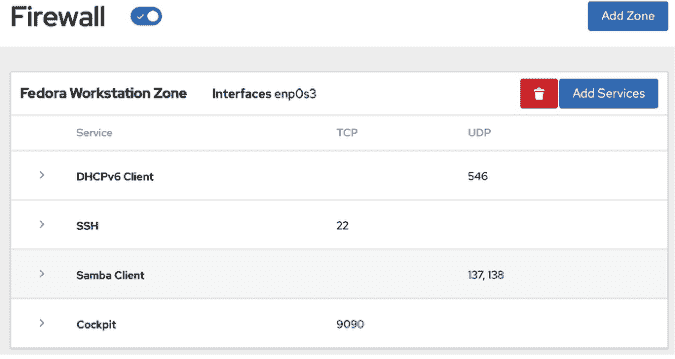 Firewall
Add Zone
Fedora Workstation Zone Interfaces enp0s3 Add Services
Service TCP UDP
DHCPv6 Client 546
SSH 22
Samba Client 137, 138
Cockpit 9090